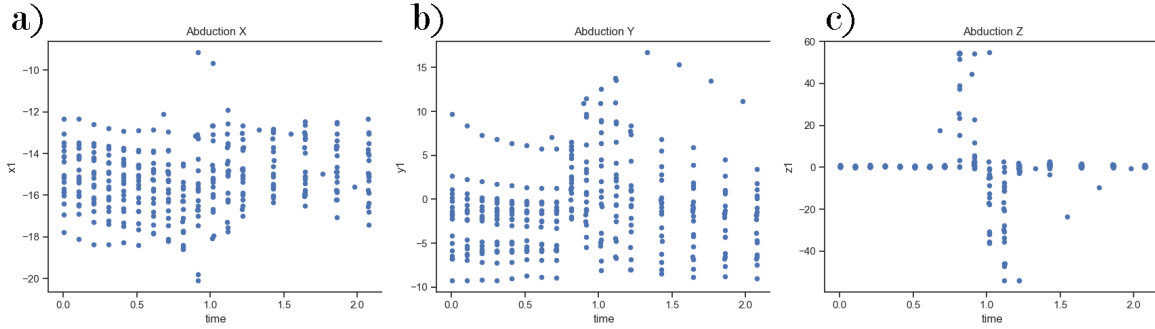 a)
Abduction X
−10
−12
−14
−16
−18
−20
x1
0.0 0.5 1.0 1.5 2.0
time
b)
Abduction Y
15
10
5
0
−5
−10
y1
0.0 0.5 1.0 1.5 2.0
time
c)
Abduction Z
60
40
20
0
−20
−40
z1
0.0 0.5 1.0 1.5 2.0
time